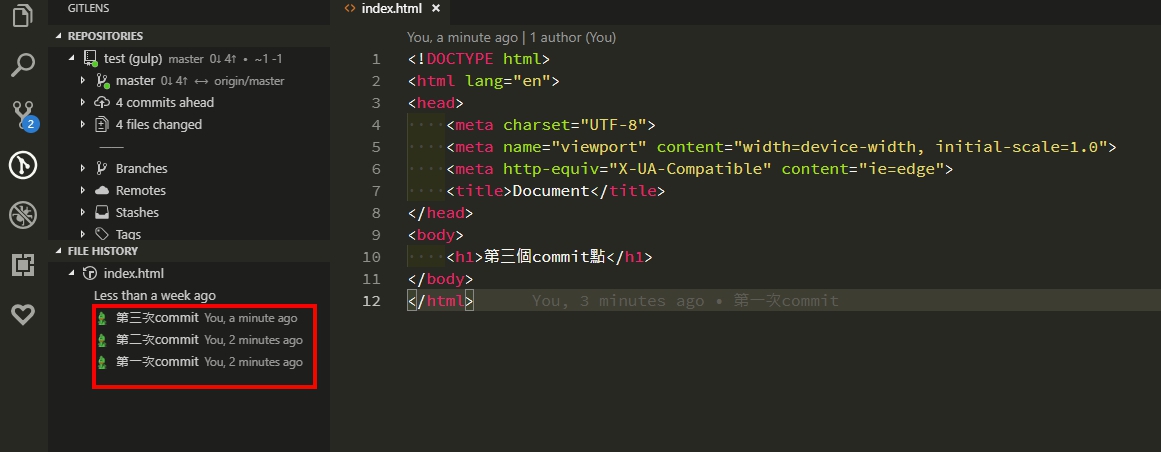 GITLENS
REPOSITORIES
test (gulp) master 0↓ 4↑ • ~1 -1
master 0↓ 4↑ ↔ origin/master
4 commits ahead
4 files changed
Branches
Remotes
Stashes
Tags
FILE HISTORY
index.html
Less than a week ago
第三次commit You, a minute ago
第二次commit You, 2 minutes ago
第一次commit You, 2 minutes ago
2
<> index.html ×
You, a minute ago | 1 author (You)
1 <!DOCTYPE html>
2 <html lang="en">
3 <head>
4 ····<meta charset="UTF-8">
5 ····<meta name="viewport" content="width=device-width, initial-scale=1.0">
6 ····<meta http-equiv="X-UA-Compatible" content="ie=edge">
7 ····<title>Document</title>
8 </head>
9 <body>
10 ····<h1>第三個commit點</h1>
11 </body>
12 </html> You, 3 minutes ago • 第一次commit